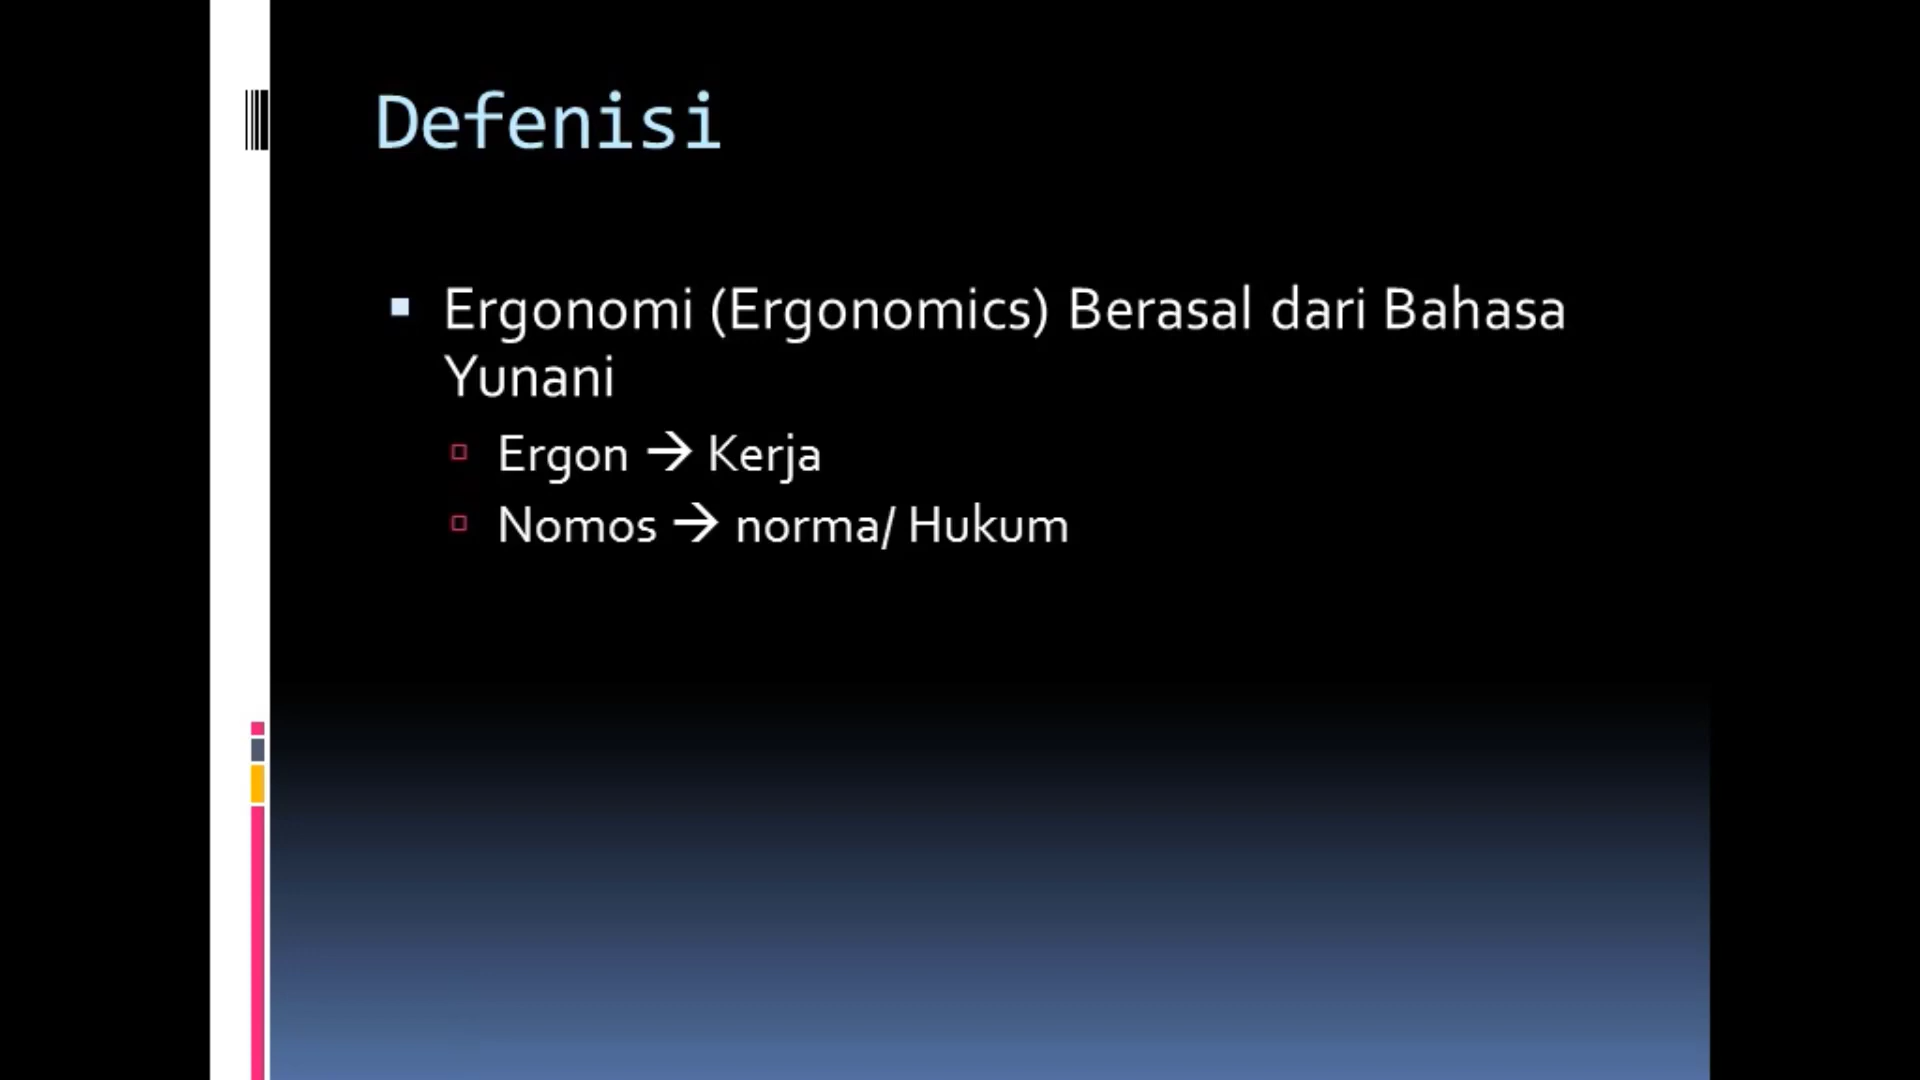 Defenisi
Ergonomi (Ergonomics) Berasal dari Bahasa
Yunani
Ergon → Kerja
Nomos → norma/ Hukum